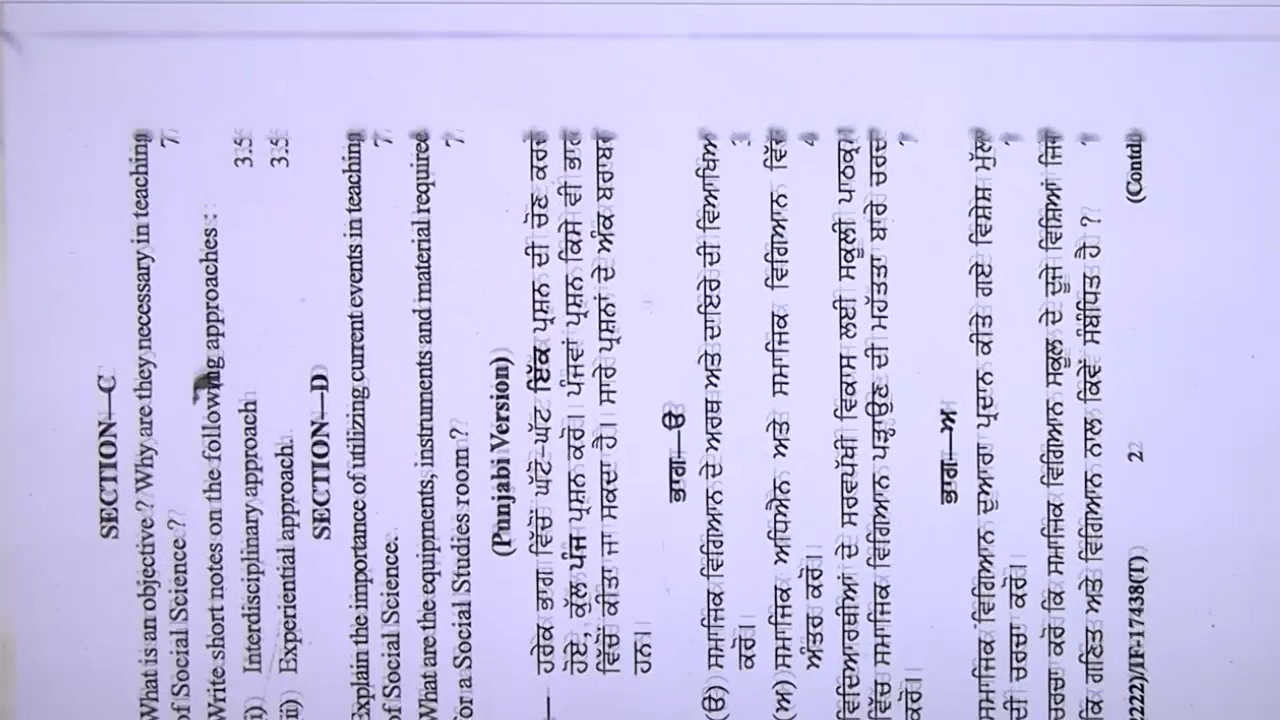 SECTION—C
What is an objective ? Why are they necessary in teaching
of Social Science ? 7
Write short notes on the following approaches :
(i) Interdisciplinary approach 3.5
(ii) Experiential approach. 3.5
SECTION—D
Explain the importance of utilizing current events in teaching
of Social Science. 7
What are the equipments, instruments and material required
for a Social Studies room ? 7
(Punjabi Version)
— ਹਰੇਕ ਭਾਗ ਵਿੱਚੋਂ ਘੱਟੋ-ਘੱਟ ਇੱਕ ਪ੍ਰਸ਼ਨ ਦੀ ਚੋਣ ਕਰਦੇ
ਹੋਏ, ਕੁੱਲ ਪੰਜ ਪ੍ਰਸ਼ਨ ਕਰੋ। ਪੰਜਵਾਂ ਪ੍ਰਸ਼ਨ ਕਿਸੇ ਵੀ ਭਾਗ
ਵਿੱਚੋਂ ਕੀਤਾ ਜਾ ਸਕਦਾ ਹੈ। ਸਾਰੇ ਪ੍ਰਸ਼ਨਾਂ ਦੇ ਅੰਕ ਬਰਾਬਰ
ਹਨ।
ਭਾਗ—ੳ
(ੳ) ਸਮਾਜਿਕ ਵਿਗਿਆਨ ਦੇ ਅਰਥ ਅਤੇ ਦਾਇਰੇ ਦੀ ਵਿਆਖਿਆ
ਕਰੋ। 3
(ਅ) ਸਮਾਜਿਕ ਅਧਿਐਨ ਅਤੇ ਸਮਾਜਿਕ ਵਿਗਿਆਨ ਵਿੱਚ
ਅੰਤਰ ਕਰੋ। 4
ਵਿਦਿਆਰਥੀਆਂ ਦੇ ਸਰਵਪੱਖੀ ਵਿਕਾਸ ਲਈ ਸਕੂਲੀ ਪਾਠਕ੍ਰਮ
ਵਿੱਚ ਸਮਾਜਿਕ ਵਿਗਿਆਨ ਪੜ੍ਹਾਉਣ ਦੀ ਮਹੱਤਤਾ ਬਾਰੇ ਚਰਚਾ
ਕਰੋ। 7
ਭਾਗ—ਅ
ਸਮਾਜਿਕ ਵਿਗਿਆਨ ਦੁਆਰਾ ਪ੍ਰਦਾਨ ਕੀਤੇ ਗਏ ਵਿਸ਼ੇਸ਼ ਮੁੱਲਾਂ
ਦੀ ਚਰਚਾ ਕਰੋ। 7
ਚਰਚਾ ਕਰੋ ਕਿ ਸਮਾਜਿਕ ਵਿਗਿਆਨ ਸਕੂਲ ਦੇ ਦੂਜੇ ਵਿਸ਼ਿਆਂ ਜਿਵੇਂ
ਕਿ ਗਣਿਤ ਅਤੇ ਵਿਗਿਆਨ ਨਾਲ ਕਿਵੇਂ ਸੰਬੰਧਿਤ ਹੈ ? 7
(2222)/IF-17438(T) 2 (Contd.)